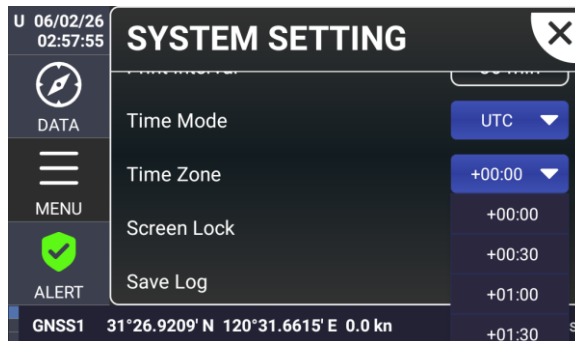 U 06/02/26
02:57:55
SYSTEM SETTING
DATA
Time Mode
UTC
Time Zone
+00:00
MENU
+00:00
Screen Lock
+00:30
Save Log
+01:00
ALERT
GNSS1 31°26.9209' N 120°31.6615' E 0.0 kn
+01:30